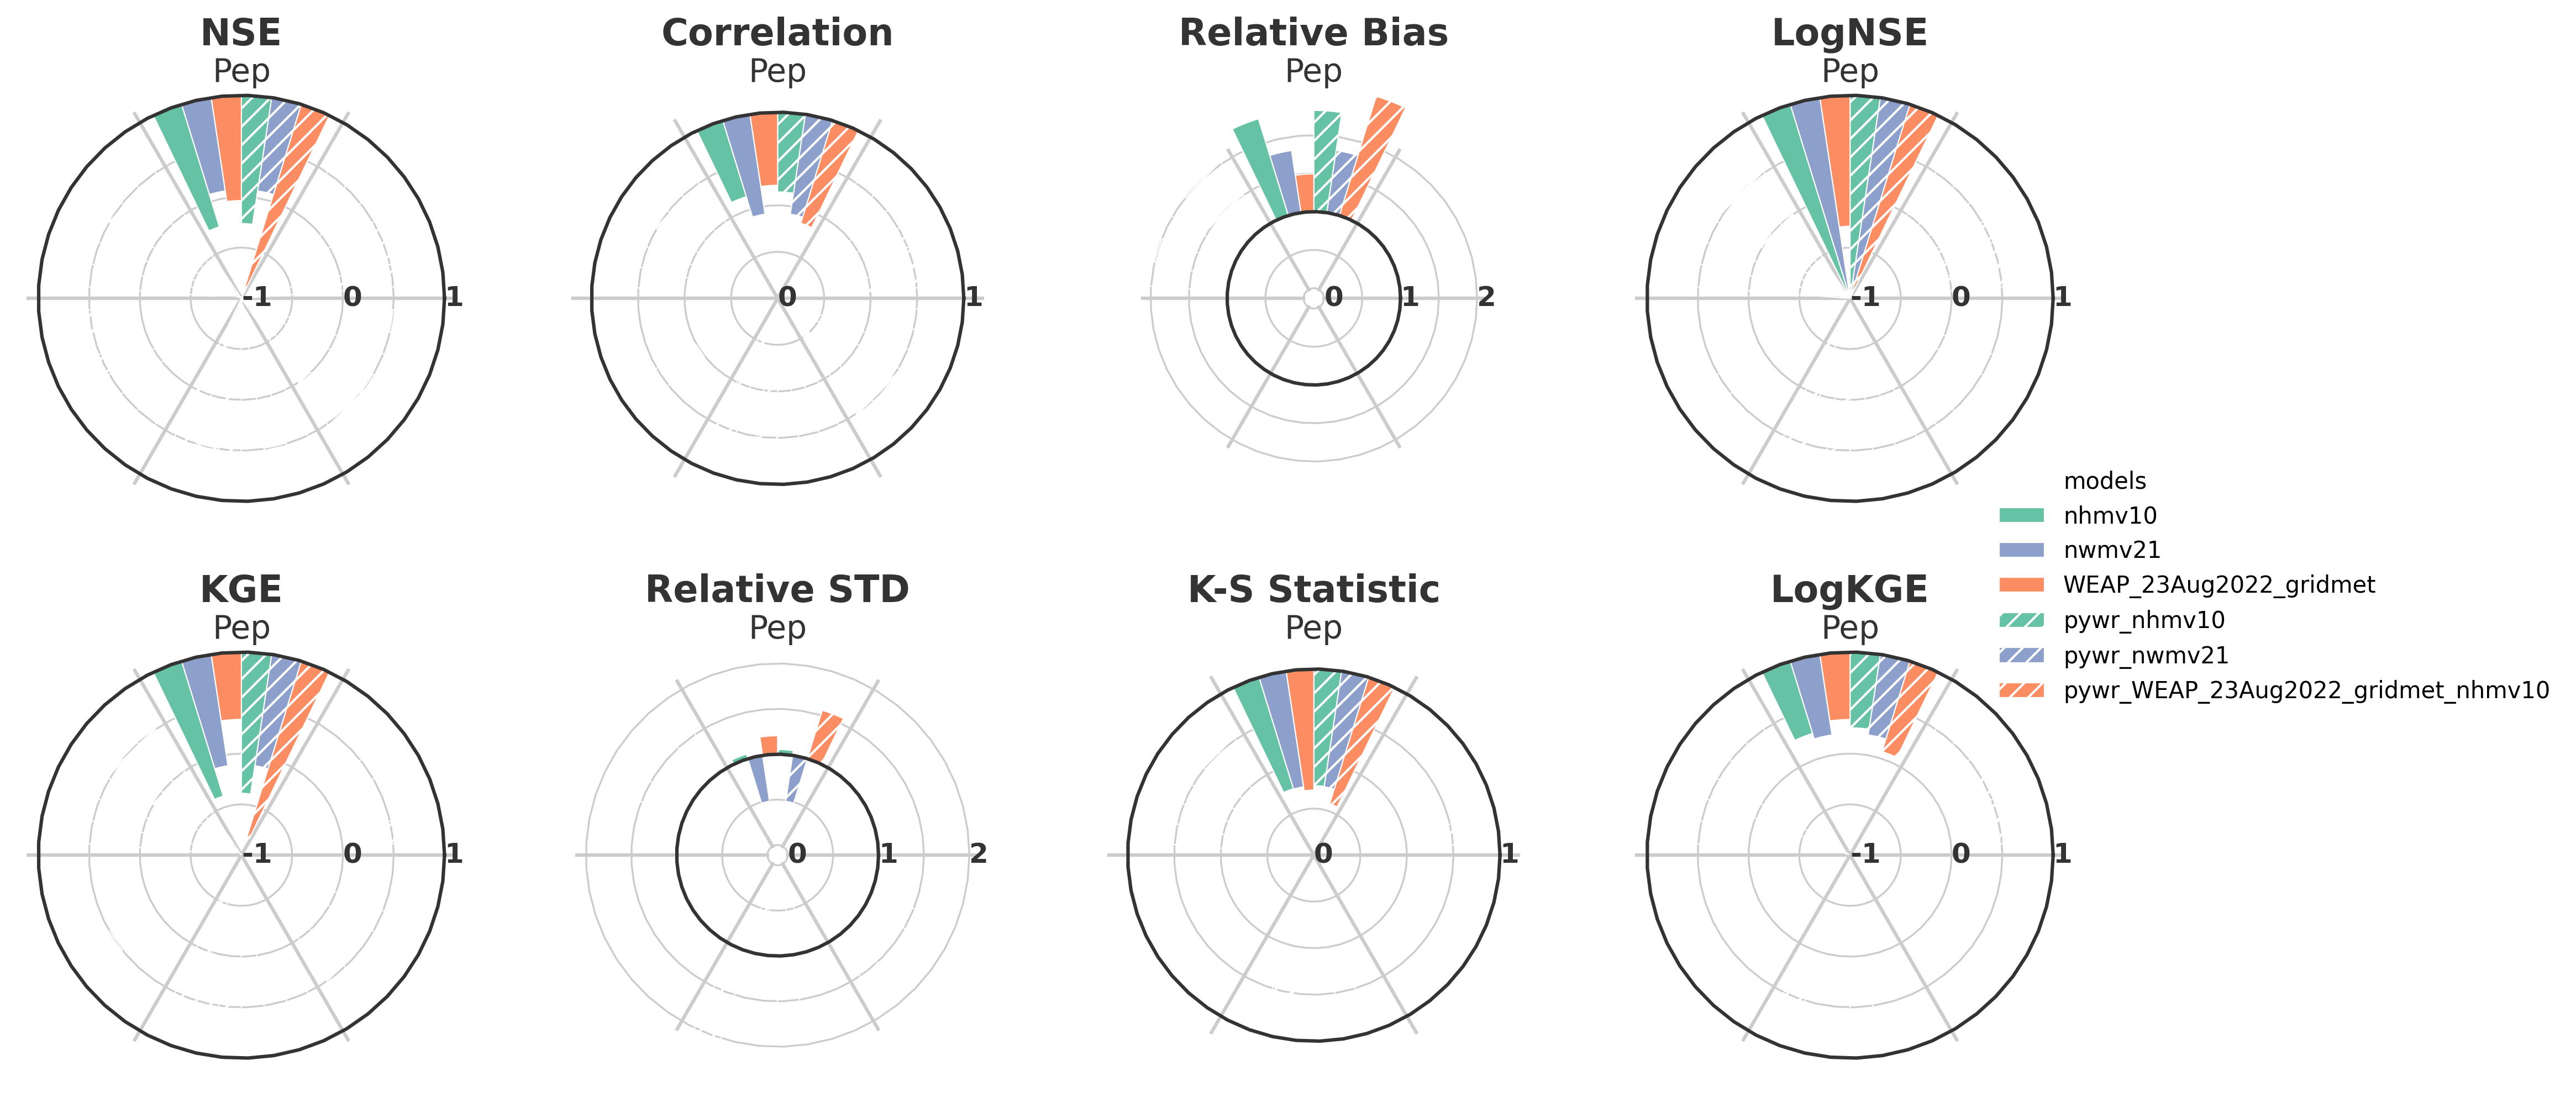 NSE
Pep
-1 0 1
Correlation
Pep
0 1
Relative Bias
Pep
0 1 2
LogNSE
Pep
-1 0 1
KGE
Pep
-1 0 1
Relative STD
Pep
0 1 2
K-S Statistic
Pep
0 1
LogKGE
Pep
-1 0 1
models
nhmv10
nwmv21
WEAP_23Aug2022_gridmet
pywr_nhmv10
pywr_nwmv21
pywr_WEAP_23Aug2022_gridmet_nhmv10